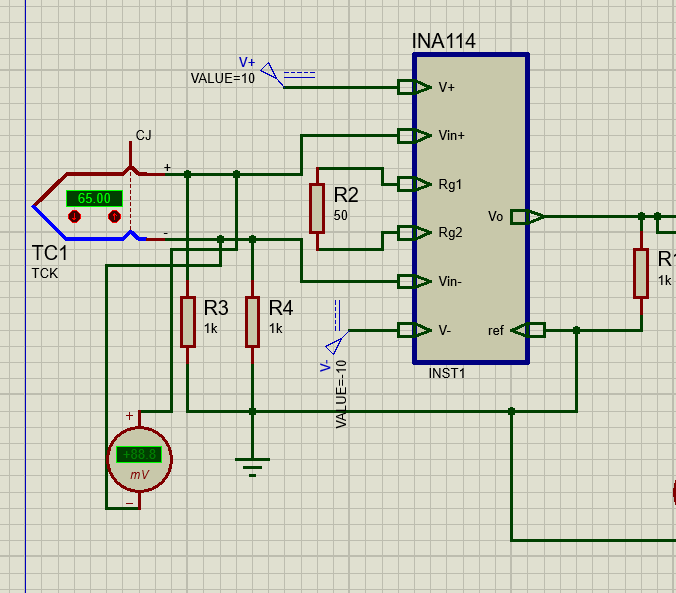 INA114
V+
VALUE=10
V+
CJ
Vin+
+
65.00
Rg1
R2
50
Vo
Rg2
-
TC1
TCK
R1
1k
Vin-
R3
1k
R4
1k
V-
ref
V-
VALUE=-10
INST1
+
+88.8
mV
-